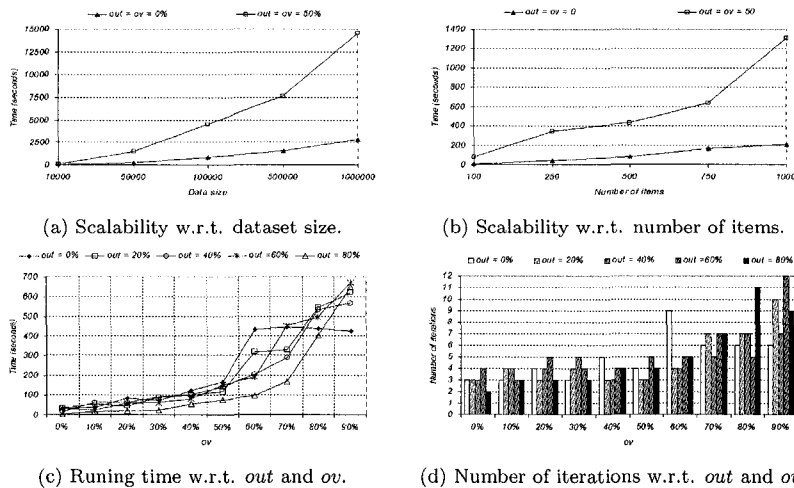 out = ov = 0% out = ov = 50%
15000
12500
10000
7500
5000
2500
0
Time (seconds)
10000 50000 100000 500000 1000000
Data size
(a) Scalability w.r.t. dataset size.
out = ov = 0 out = ov = 50
1400
1200
1000
800
600
400
200
0
Time (seconds)
100 250 500 750 1000
Number of items
(b) Scalability w.r.t. number of items.
out = 0% out = 20% out = 40% out =60% out = 80%
700
600
500
400
300
200
100
0
Time (seconds)
0% 10% 20% 30% 40% 50% 60% 70% 80% 90%
ov
(c) Runing time w.r.t. out and ov.
out = 0% out = 20% out = 40% out =60% out = 80%
12
11
10
9
8
7
6
5
4
3
2
1
0
Number of iterations
0% 10% 20% 30% 40% 50% 60% 70% 80% 90%
ov
(d) Number of iterations w.r.t. out and ov